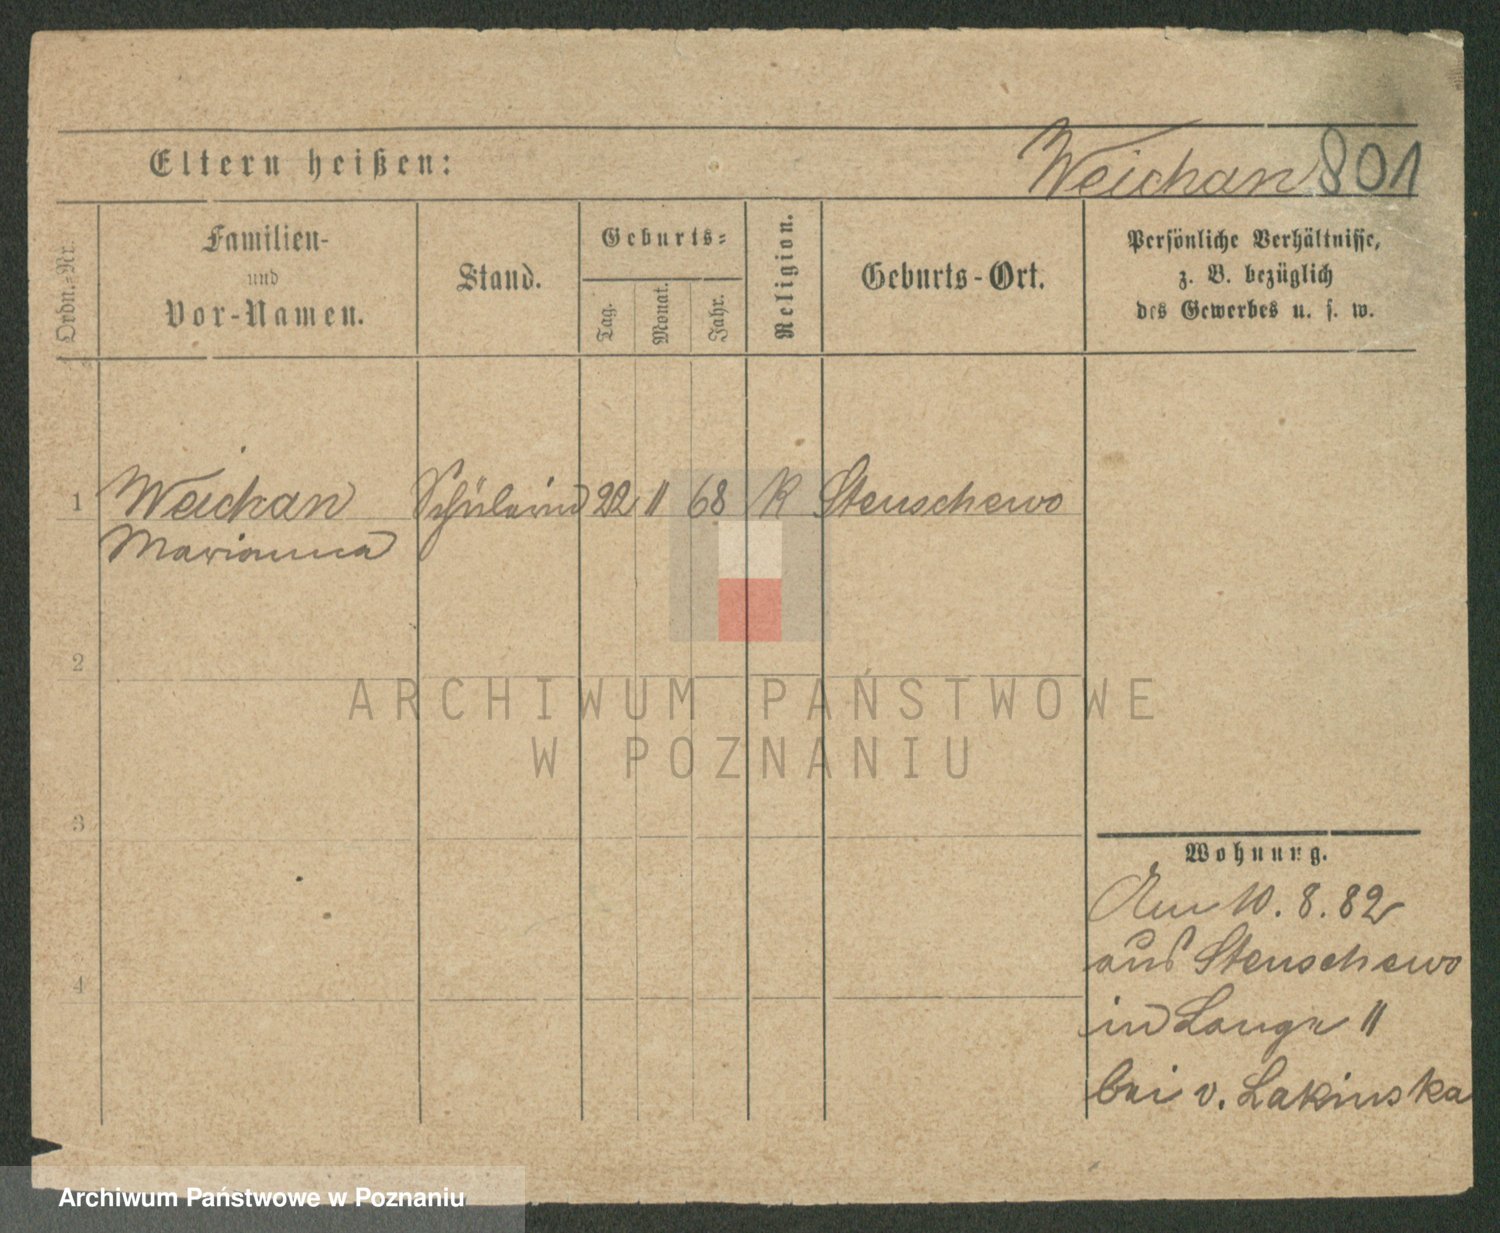 Eltern heißen:
Weichan 801
Ordn.-Nr.
Familien-
und
Vor-Namen.
Stand.
Geburts-
Tag.
Monat.
Jahr.
Religion.
Geburts-Ort.
Persönliche Verhältnisse,
z. B. bezüglich
des Gewerbes u. s. w.
1 Weichan Schülerin 22 11 68 K Stenschewo
Marianna
2
ARCHIWUM PAŃSTWOWE
W POZNANIU
3
Wohnung.
Am 10. 8. 82
aus Stenschewo
4
in Lange 11
bei v. Lakinska
Archiwum Państwowe w Poznaniu